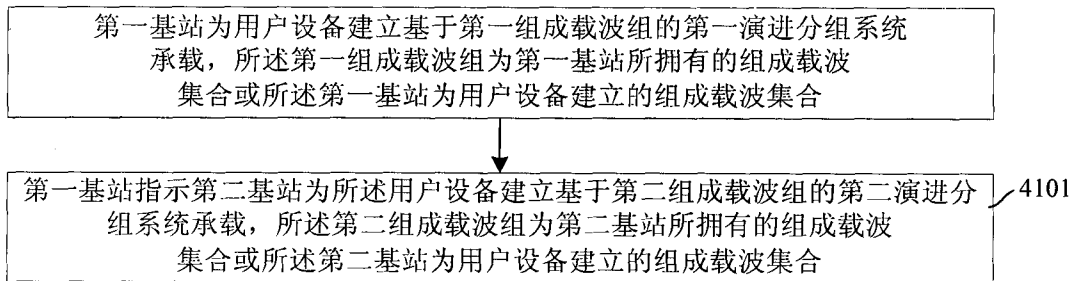 第一基站为用户设备建立基于第一组成载波组的第一演进分组系统
承载，所述第一组成载波组为第一基站所拥有的组成载波
集合或所述第一基站为用户设备建立的组成载波集合
第一基站指示第二基站为所述用户设备建立基于第二组成载波组的第二演进分
组系统承载，所述第二组成载波组为第二基站所拥有的组成载波
集合或所述第二基站为用户设备建立的组成载波集合
4101